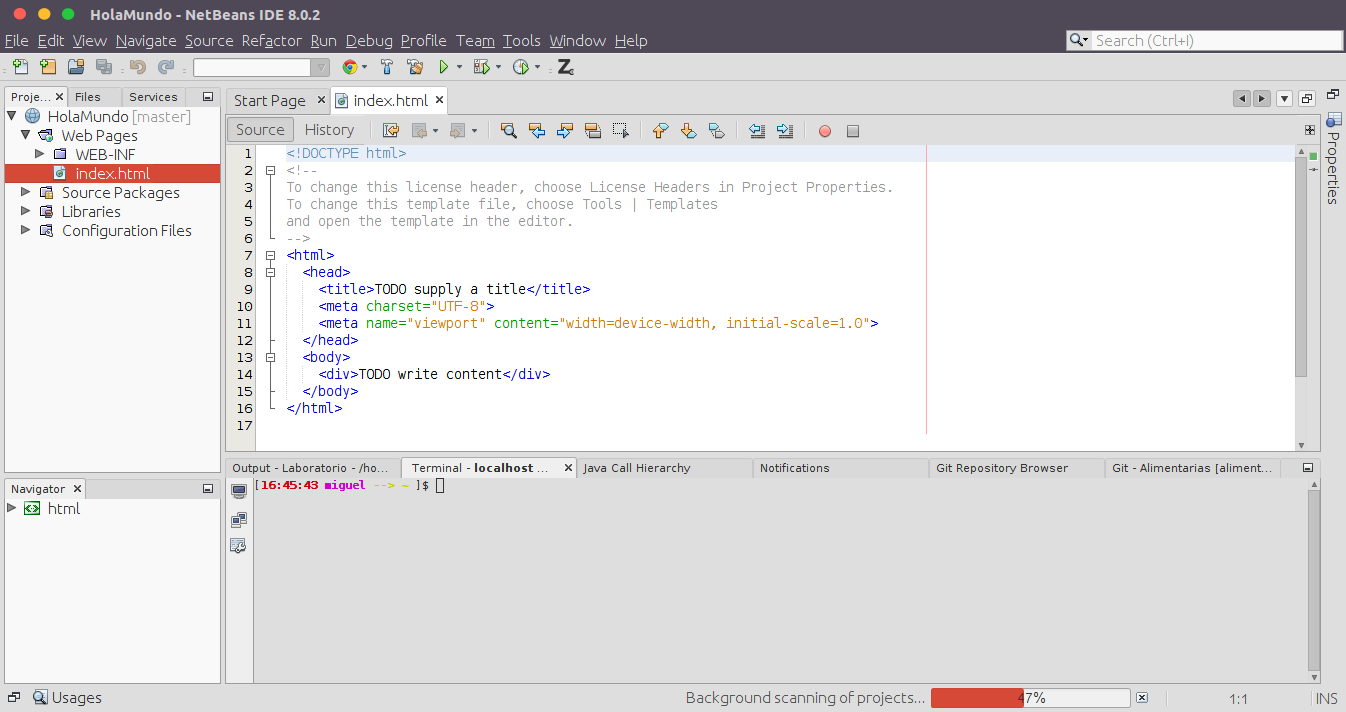 HolaMundo - NetBeans IDE 8.0.2
File Edit View Navigate Source Refactor Run Debug Profile Team Tools Window Help
Search (Ctrl+I)
Proje... Files Services
Start Page index.html
HolaMundo [master]
Web Pages
WEB-INF
index.html
Source Packages
Libraries
Configuration Files
Source History
1 <!DOCTYPE html>
2 <!--
3 To change this license header, choose License Headers in Project Properties.
4 To change this template file, choose Tools | Templates
5 and open the template in the editor.
6 -->
7 <html>
8 <head>
9 <title>TODO supply a title</title>
10 <meta charset="UTF-8">
11 <meta name="viewport" content="width=device-width, initial-scale=1.0">
12 </head>
13 <body>
14 <div>TODO write content</div>
15 </body>
16 </html>
17
Properties
Output - Laboratorio - /ho... Terminal - localhost ... Java Call Hierarchy Notifications Git Repository Browser Git - Alimentarias [aliment...
[16:45:43 miguel --> ~ ]$
Navigator
html
Usages
Background scanning of projects... 47% 1:1 INS